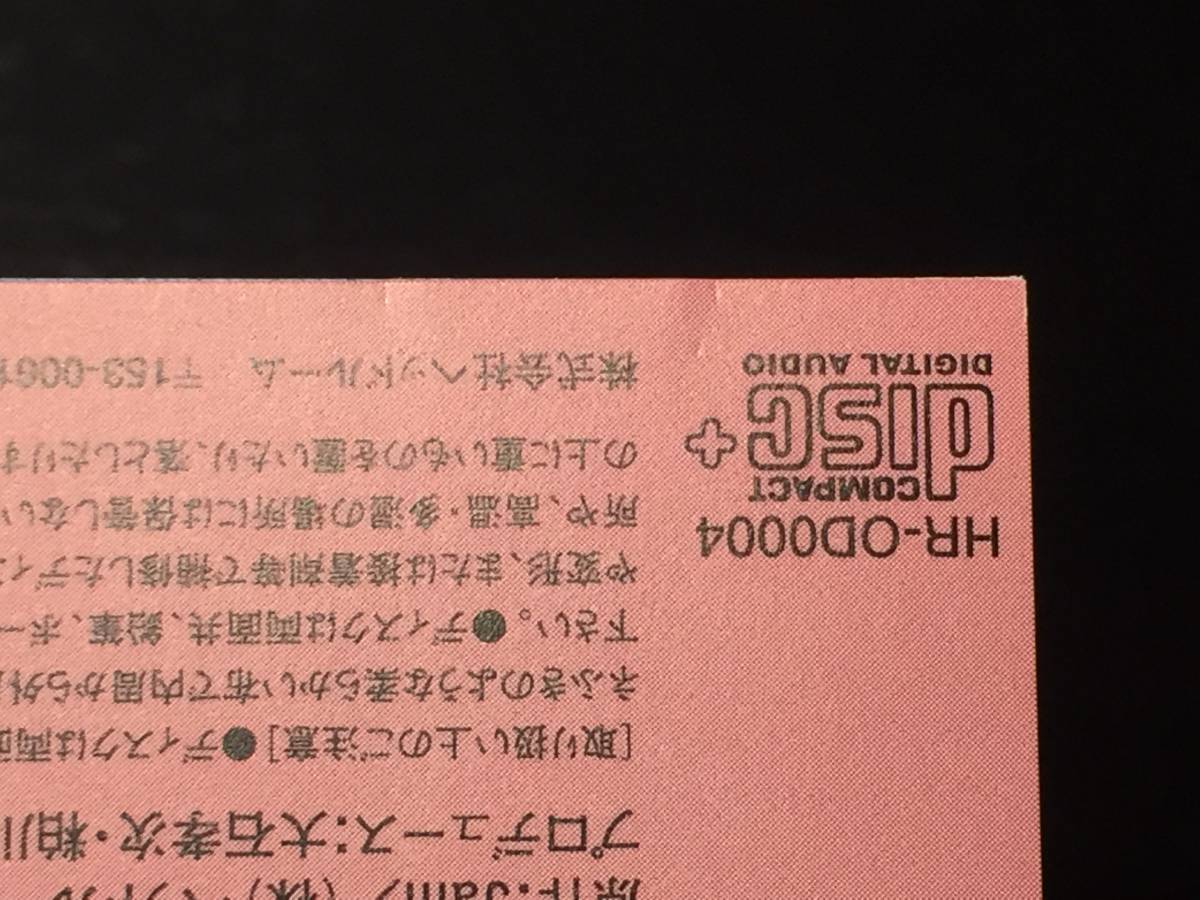 原作:Jam/(株)
プロデュース:大石孝次・粕川
[取り扱い上のご注意]●ディスクは両面
ネふきのような柔らかい布で内周から外
下さい。●ディスクは両面共、鉛筆、ボー
や変形、または接着剤等で補修したディス
所や、高温・多湿の場所には保管しない
の上に重いものを置いたり、落としたりす
株式会社ヘッドルーム 〒153-006
HR-OD0004
COMPACT
disc+
DIGITAL AUDIO